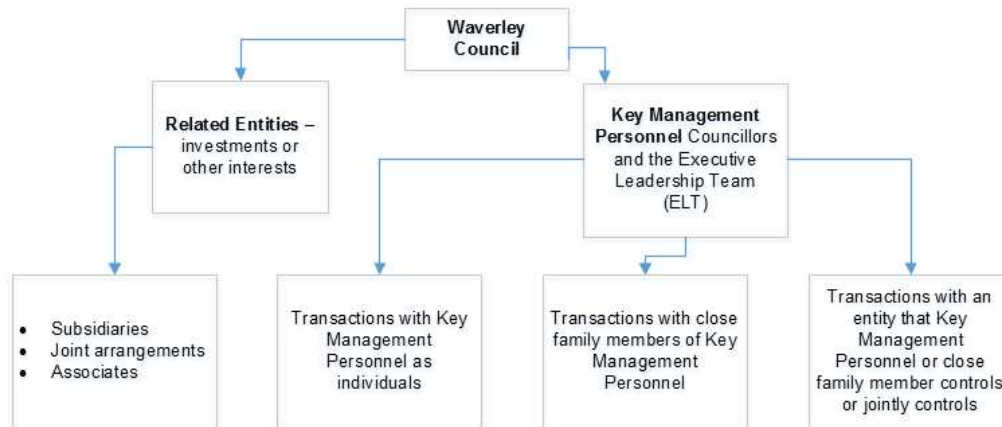 Waverley
Council
Related Entities –
investments or
other interests
Key Management
Personnel Councillors
and the Executive
Leadership Team
(ELT)
• Subsidiaries
• Joint arrangements
• Associates
Transactions with Key
Management
Personnel as
individuals
Transactions with close
family members of Key
Management
Personnel
Transactions with an
entity that Key
Management
Personnel or close
family member controls
or jointly controls